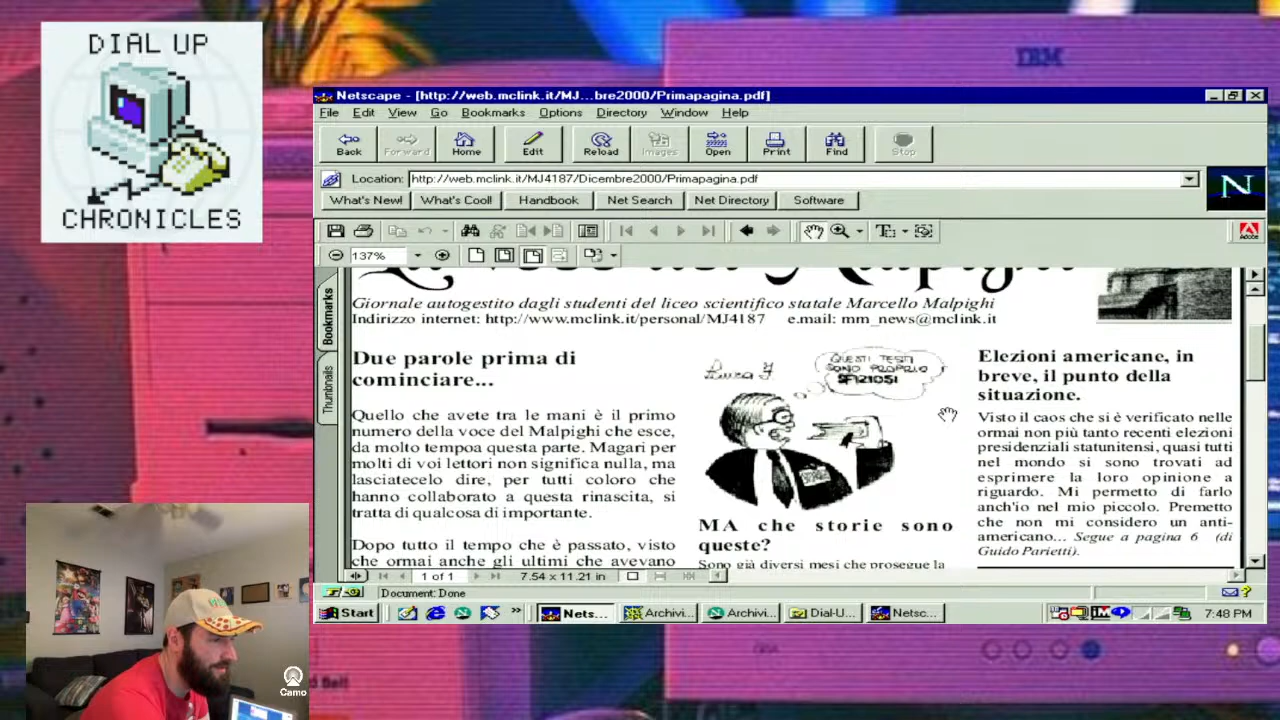 DIAL UP
CHRONICLES
IBM
Netscape - [http://web.mclink.it/MJ...bre2000/Primapagina.pdf]
File Edit View Go Bookmarks Options Directory Window Help
Back Forward Home Edit Reload Images Open Print Find Stop
Location: http://web.mclink.it/MJ4187/Dicembre2000/Primapagina.pdf
N
What's New! What's Cool! Handbook Net Search Net Directory Software
Adobe
137%
Bookmarks
Thumbnails
La voce del Malpighi
Giornale autogestito dagli studenti del liceo scientifico statale Marcello Malpighi
Indirizzo internet: http://www.mclink.it/personal/MJ4187 e.mail: mm_news@mclink.it
Due parole prima di
cominciare...
Quello che avete tra le mani è il primo
numero della voce del Malpighi che esce,
da molto tempoa questa parte. Magari per
molti di voi lettori non significa nulla, ma
lasciatecelo dire, per tutti coloro che
hanno collaborato a questa rinascita, si
tratta di qualcosa di importante.
Dopo tutto il tempo che è passato, visto
che ormai anche gli ultimi che avevano
QUESTI TESTI
SONO PROPRIO
SFIZIOSI
MA che storie sono
queste?
Sono già diversi mesi che prosegue la
Elezioni americane, in
breve, il punto della
situazione.
Visto il caos che si è verificato nelle
ormai non più tanto recenti elezioni
presidenziali statunitensi, quasi tutti
nel mondo si sono trovati ad
esprimere la loro opinione a
riguardo. Mi permetto di farlo
anch'io nel mio piccolo. Premetto
che non mi considero un anti-
americano... Segue a pagina 6 (di
Guido Parietti).
1 of 1 7.54 x 11.21 in
Document: Done
Start Nets... Archivi... Archivi... Dial-U... Netsc... 7:48 PM
Camo